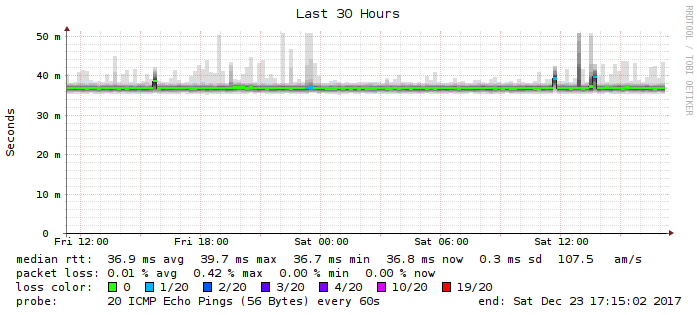 Last 30 Hours
RRDTOOL / TOBI OETIKER
Seconds
50 m
40 m
30 m
20 m
10 m
0
Fri 12:00 Fri 18:00 Sat 00:00 Sat 06:00 Sat 12:00
median rtt: 36.9 ms avg 39.7 ms max 36.7 ms min 36.8 ms now 0.3 ms sd 107.5 am/s
packet loss: 0.01 % avg 0.42 % max 0.00 % min 0.00 % now
loss color: 0 1/20 2/20 3/20 4/20 10/20 19/20
probe: 20 ICMP Echo Pings (56 Bytes) every 60s end: Sat Dec 23 17:15:02 2017